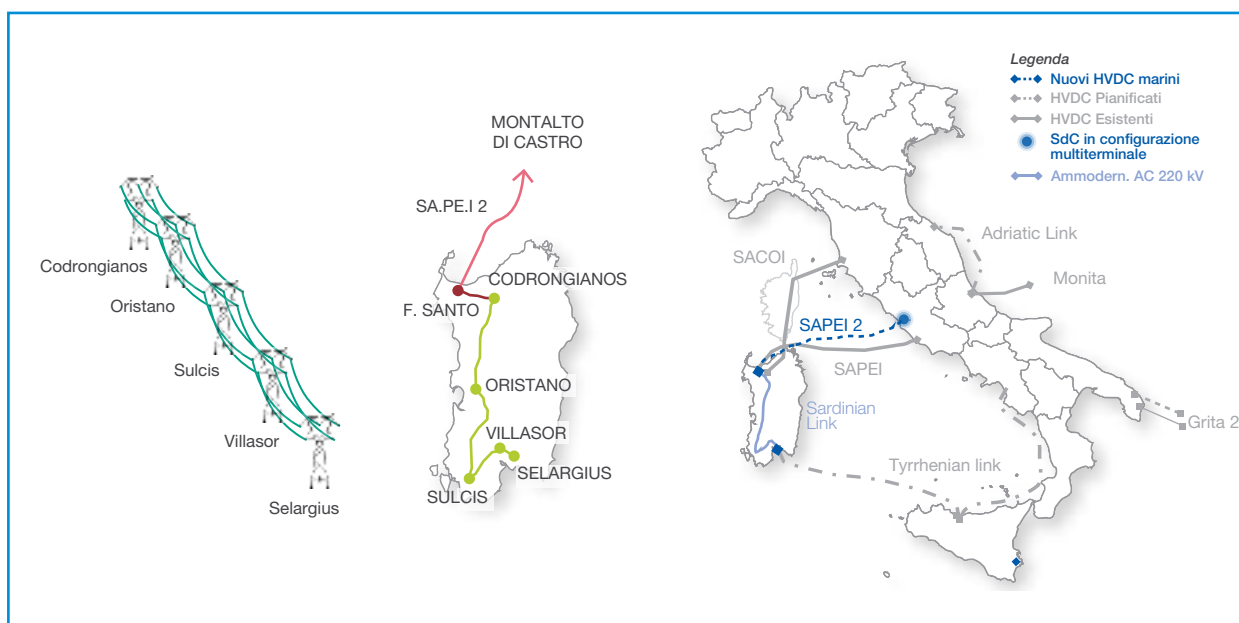 Codrongianos
Oristano
Sulcis
Villasor
Selargius
MONTALTO
DI CASTRO
SA.PE.I 2
CODRONGIANOS
F. SANTO
ORISTANO
VILLASOR
SELARGIUS
SULCIS
Legenda
Nuovi HVDC marini
HVDC Pianificati
HVDC Esistenti
SdC in configurazione
multiterminale
Ammodern. AC 220 kV
Adriatic Link
SACOI
Monita
SAPEI 2
SAPEI
Sardinian
Link
Grita 2
Tyrrhenian link